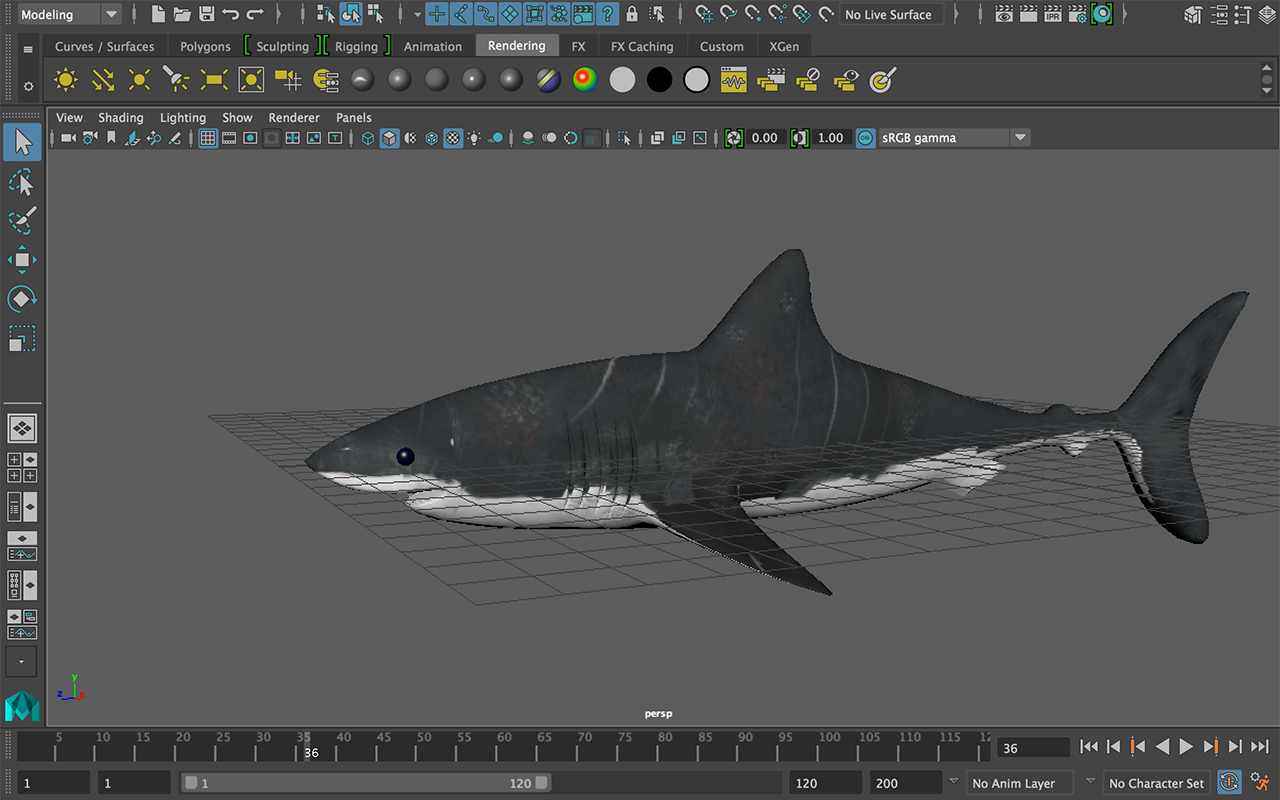 Modeling No Live Surface IPR
Curves / Surfaces Polygons Sculpting Rigging Animation Rendering FX FX Caching Custom XGen
View Shading Lighting Show Renderer Panels
0.00 1.00 ON sRGB gamma
persp
y
z x
5 10 15 20 25 30 35 40 45 50 55 60 65 70 75 80 85 90 95 100 105 110 115 12
36 36
1 1 1 120 120 200 No Anim Layer No Character Set